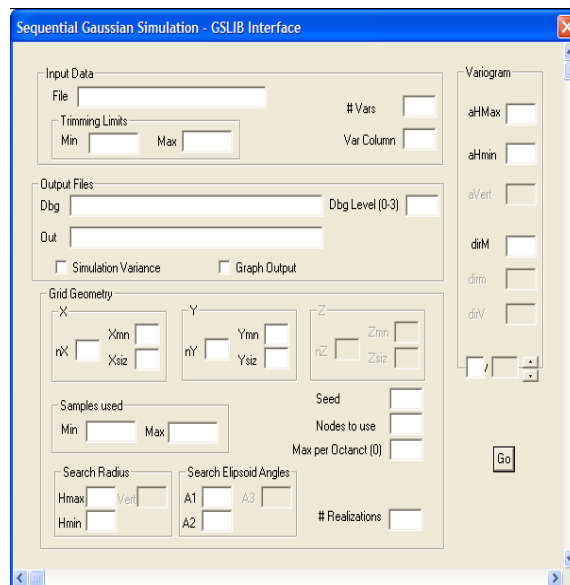 Sequential Gaussian Simulation - GSLIB Interface
Input Data
File
# Vars
Trimming Limits
Min Max
Var Column
Output Files
Dbg Dbg Level (0-3)
Out
Simulation Variance Graph Output
Grid Geometry
X
nX Xmn
Xsiz
Y
nY Ymn
Ysiz
Z
nZ Zmn
Zsiz
Samples used
Min Max
Seed
Nodes to use
Max per Octanct (0)
Search Radius
Hmax Vert
Hmin
Search Elipsoid Angles
A1 A3
A2
# Realizations
Variogram
aHMax
aHmin
aVert
dirM
dirm
dirV
/
Go